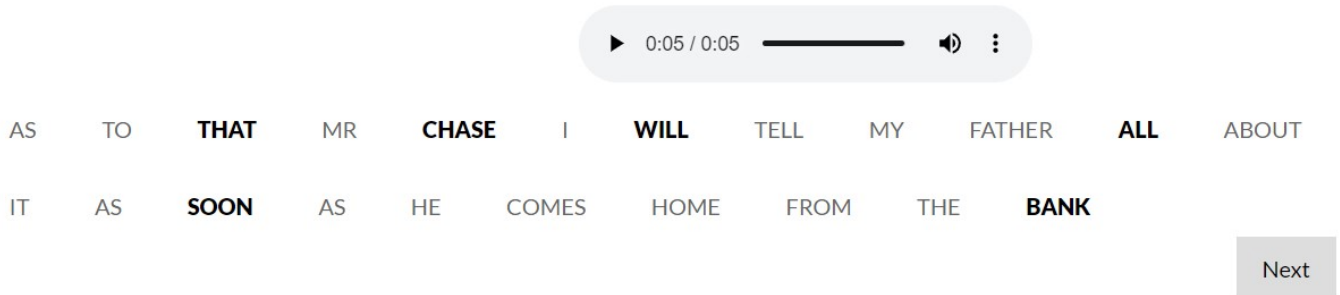 0:05 / 0:05
AS TO THAT MR CHASE I WILL TELL MY FATHER ALL ABOUT
IT AS SOON AS HE COMES HOME FROM THE BANK
Next